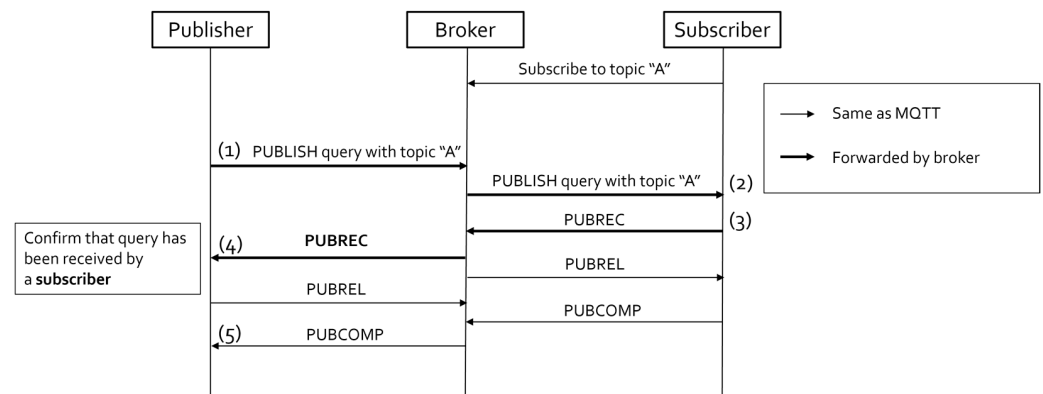 Publisher
Broker
Subscriber
Subscribe to topic “A”
Same as MQTT
Forwarded by broker
(1) PUBLISH query with topic “A”
PUBLISH query with topic “A” (2)
PUBREC (3)
Confirm that query has
been received by
a subscriber
(4) PUBREC
PUBREL
PUBREL
PUBCOMP
(5) PUBCOMP